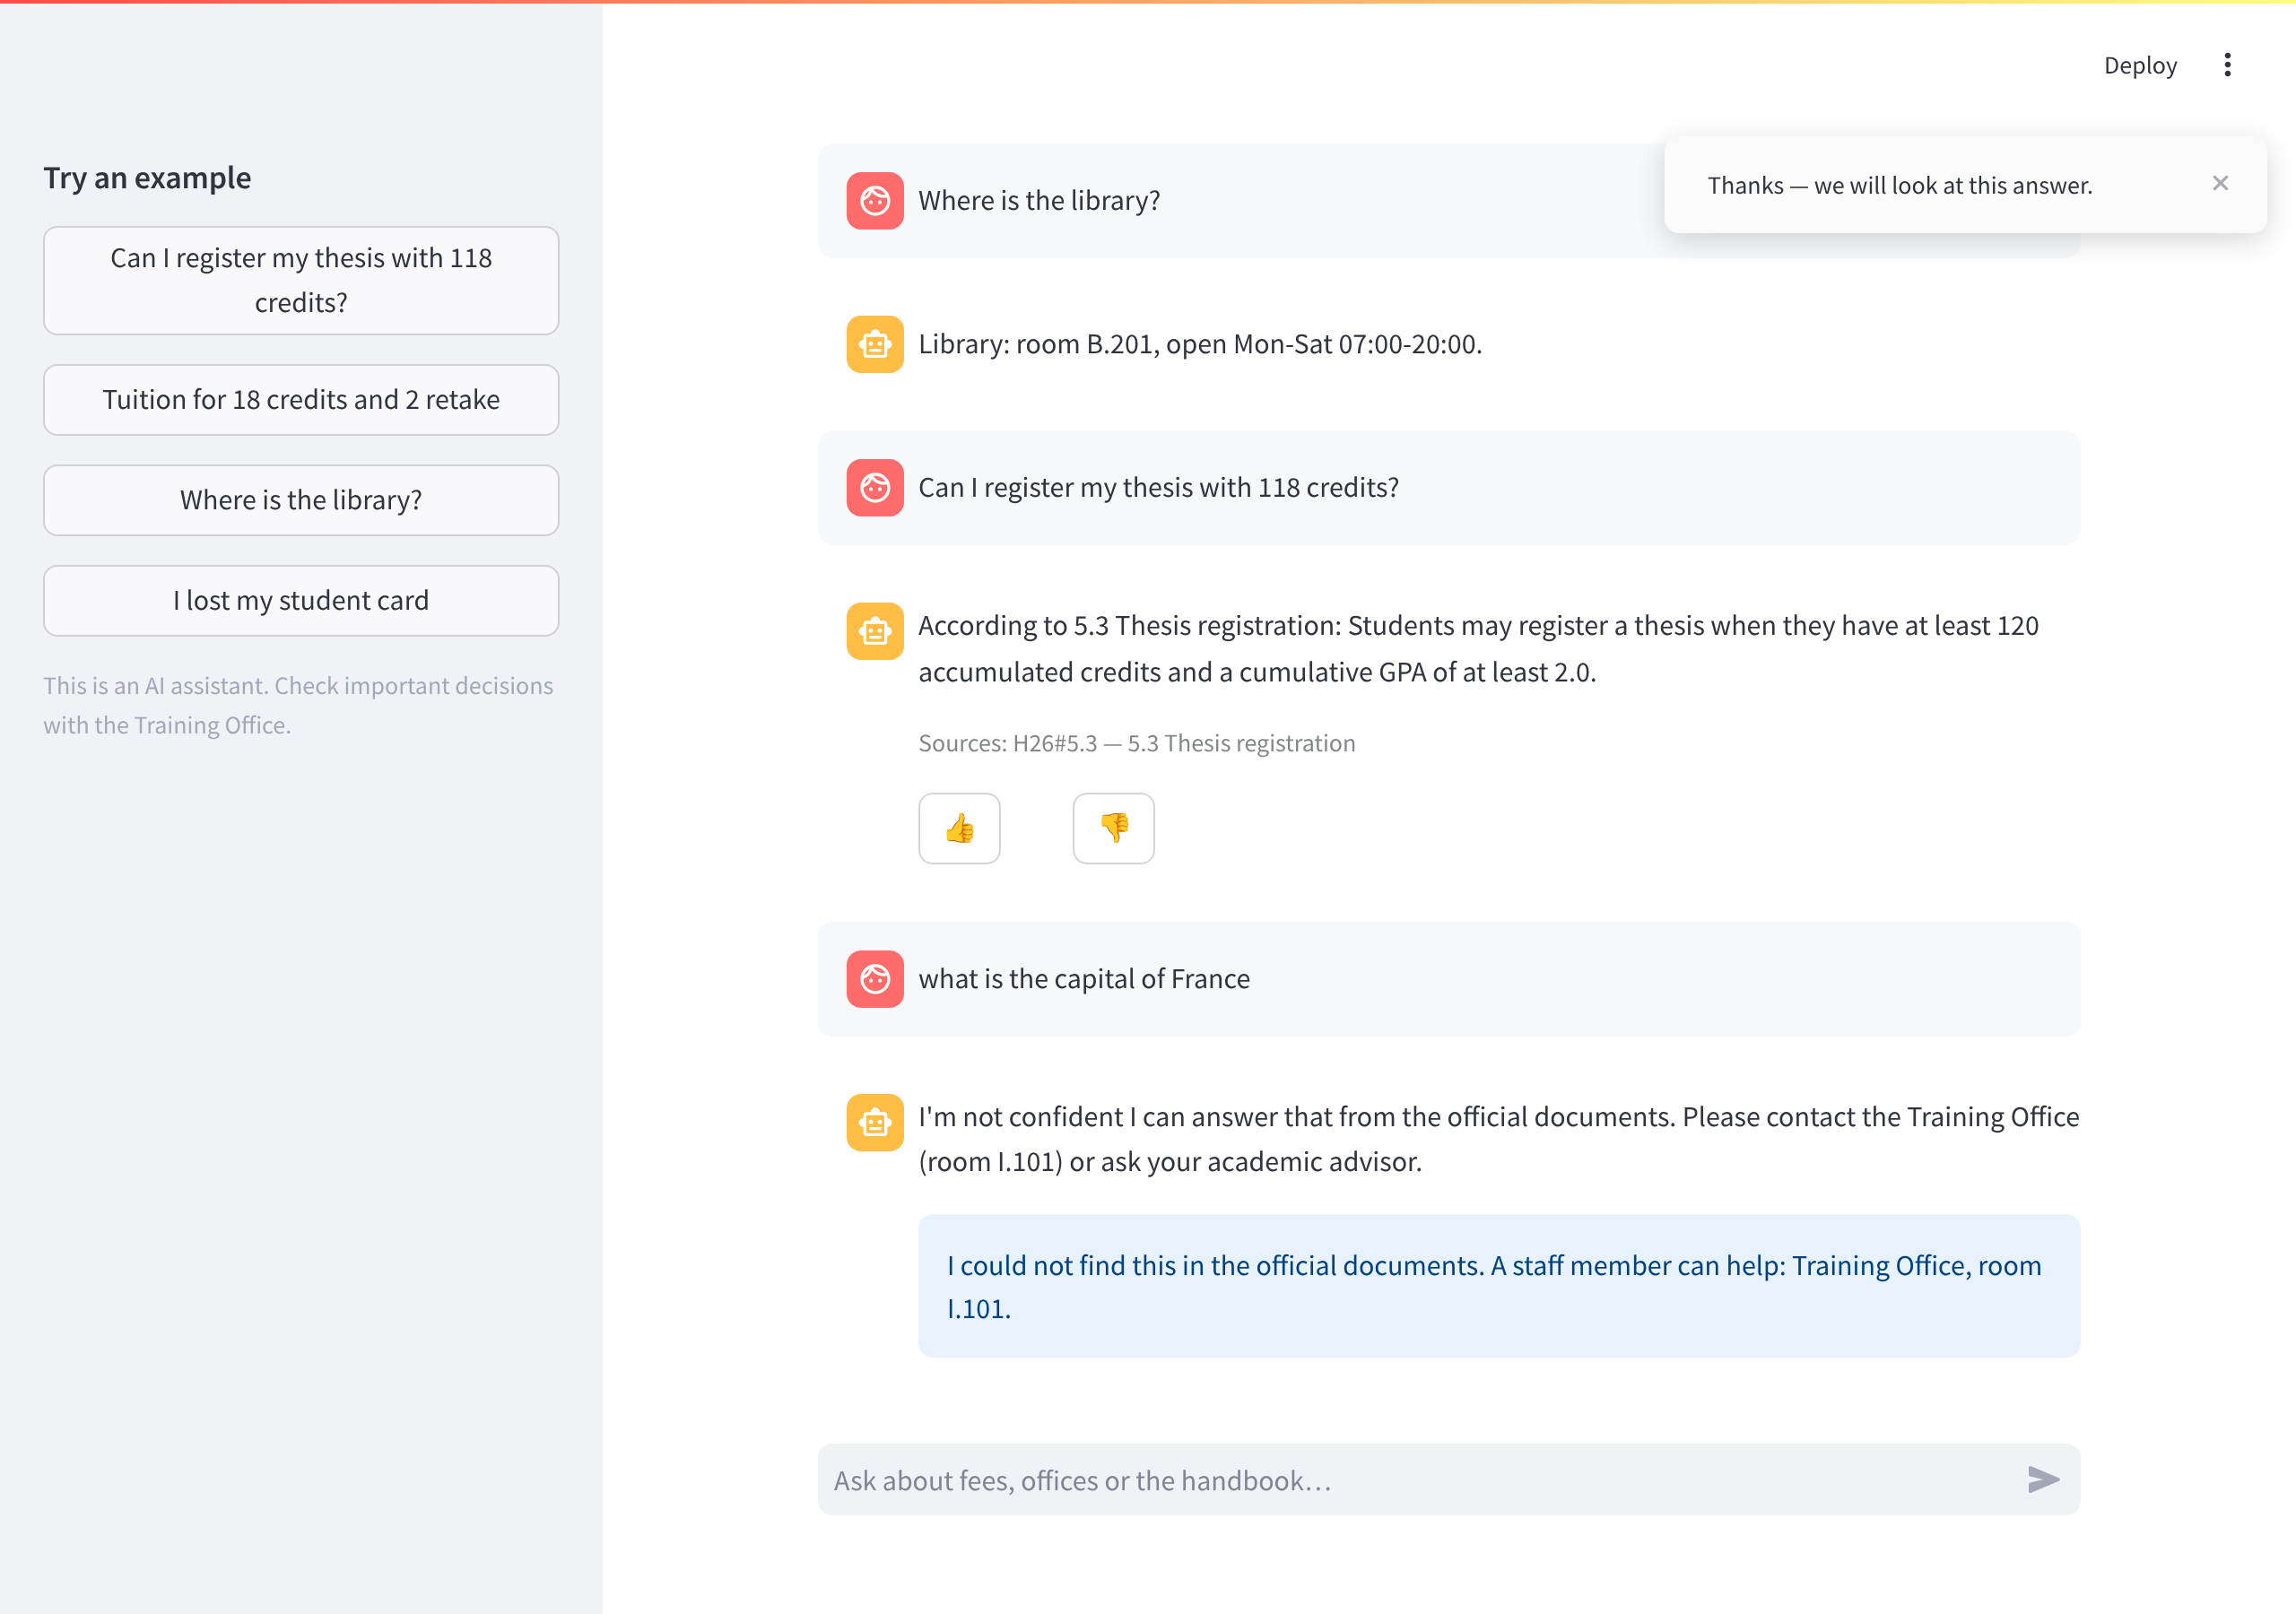 Deploy
Try an example
Can I register my thesis with 118
credits?
Tuition for 18 credits and 2 retake
Where is the library?
I lost my student card
This is an AI assistant. Check important decisions
with the Training Office.
Thanks — we will look at this answer.
Where is the library?
Library: room B.201, open Mon-Sat 07:00-20:00.
Can I register my thesis with 118 credits?
According to 5.3 Thesis registration: Students may register a thesis when they have at least 120
accumulated credits and a cumulative GPA of at least 2.0.
Sources: H26#5.3 — 5.3 Thesis registration
what is the capital of France
I'm not confident I can answer that from the official documents. Please contact the Training Office
(room I.101) or ask your academic advisor.
I could not find this in the official documents. A staff member can help: Training Office, room
I.101.
Ask about fees, offices or the handbook…